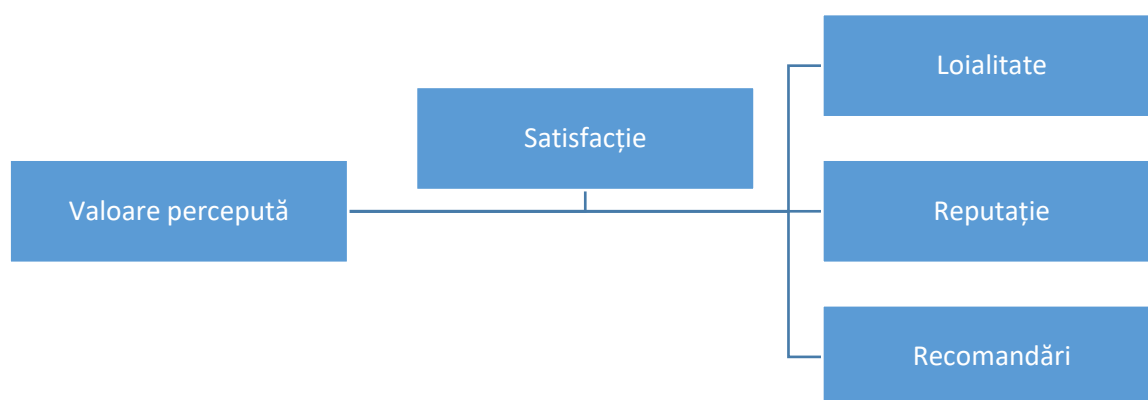 Loialitate
Satisfacție
Valoare percepută
Reputație
Recomandări